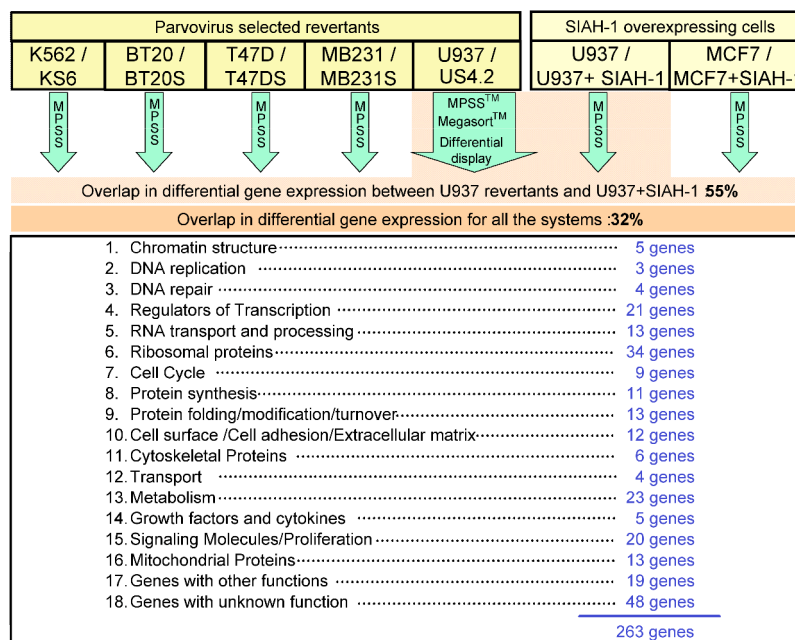 Parvovirus selected revertants
SIAH-1 overexpressing cells
K562 /
KS6
BT20 /
BT20S
T47D /
T47DS
MB231 /
MB231S
U937 /
US4.2
U937 /
U937+ SIAH-1
MCF7 /
MCF7+SIAH-1
MPSS
MPSS
MPSS
MPSS
MPSS™
Megasort™
Differential
display
MPSS
MPSS
Overlap in differential gene expression between U937 revertants and U937+SIAH-1 :55%
Overlap in differential gene expression for all the systems :32%
1. Chromatin structure 5 genes
2. DNA replication 3 genes
3. DNA repair 4 genes
4. Regulators of Transcription 21 genes
5. RNA transport and processing 13 genes
6. Ribosomal proteins 34 genes
7. Cell Cycle 9 genes
8. Protein synthesis 11 genes
9. Protein folding/modification/turnover 13 genes
10. Cell surface /Cell adhesion/Extracellular matrix 12 genes
11. Cytoskeletal Proteins 6 genes
12. Transport 4 genes
13. Metabolism 23 genes
14. Growth factors and cytokines 5 genes
15. Signaling Molecules/Proliferation 20 genes
16. Mitochondrial Proteins 13 genes
17. Genes with other functions 19 genes
18. Genes with unknown function 48 genes
263 genes